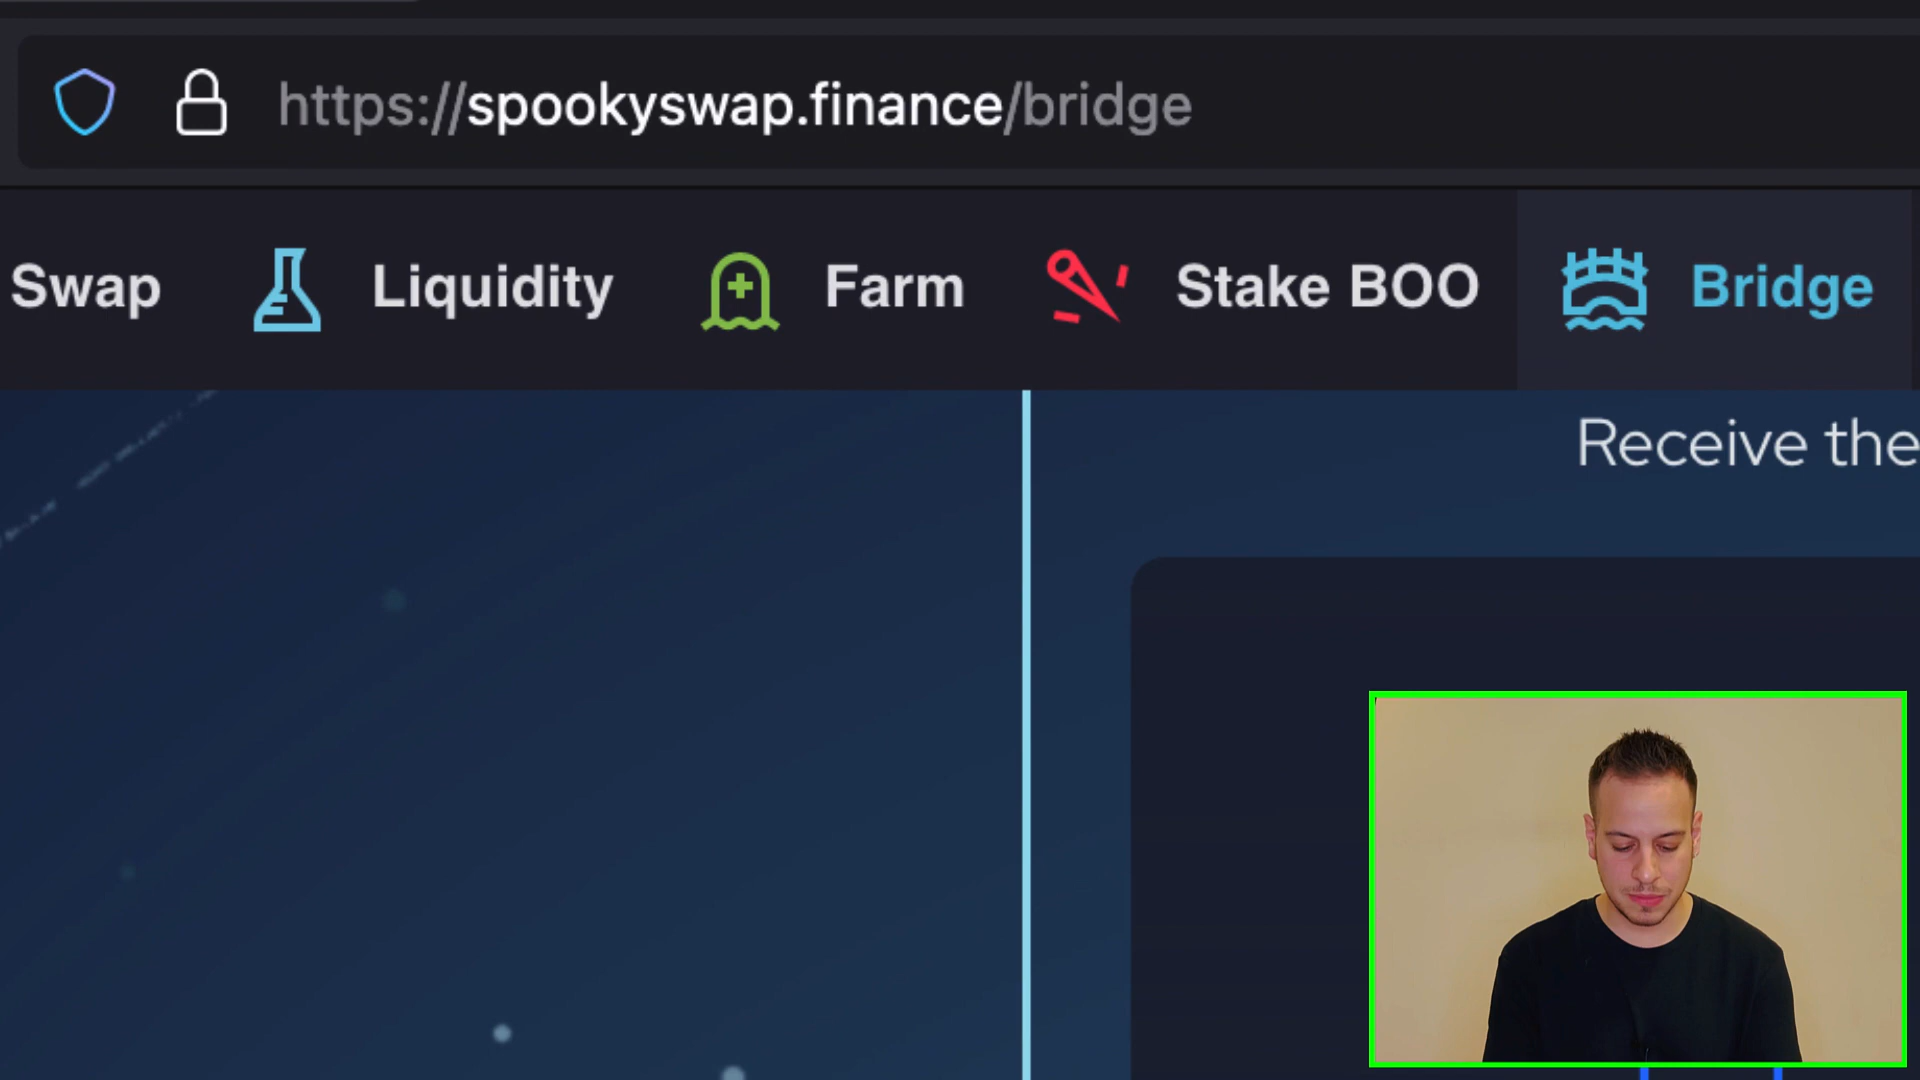 https://spookyswap.finance/bridge
Swap Liquidity Farm Stake BOO Bridge
Receive the